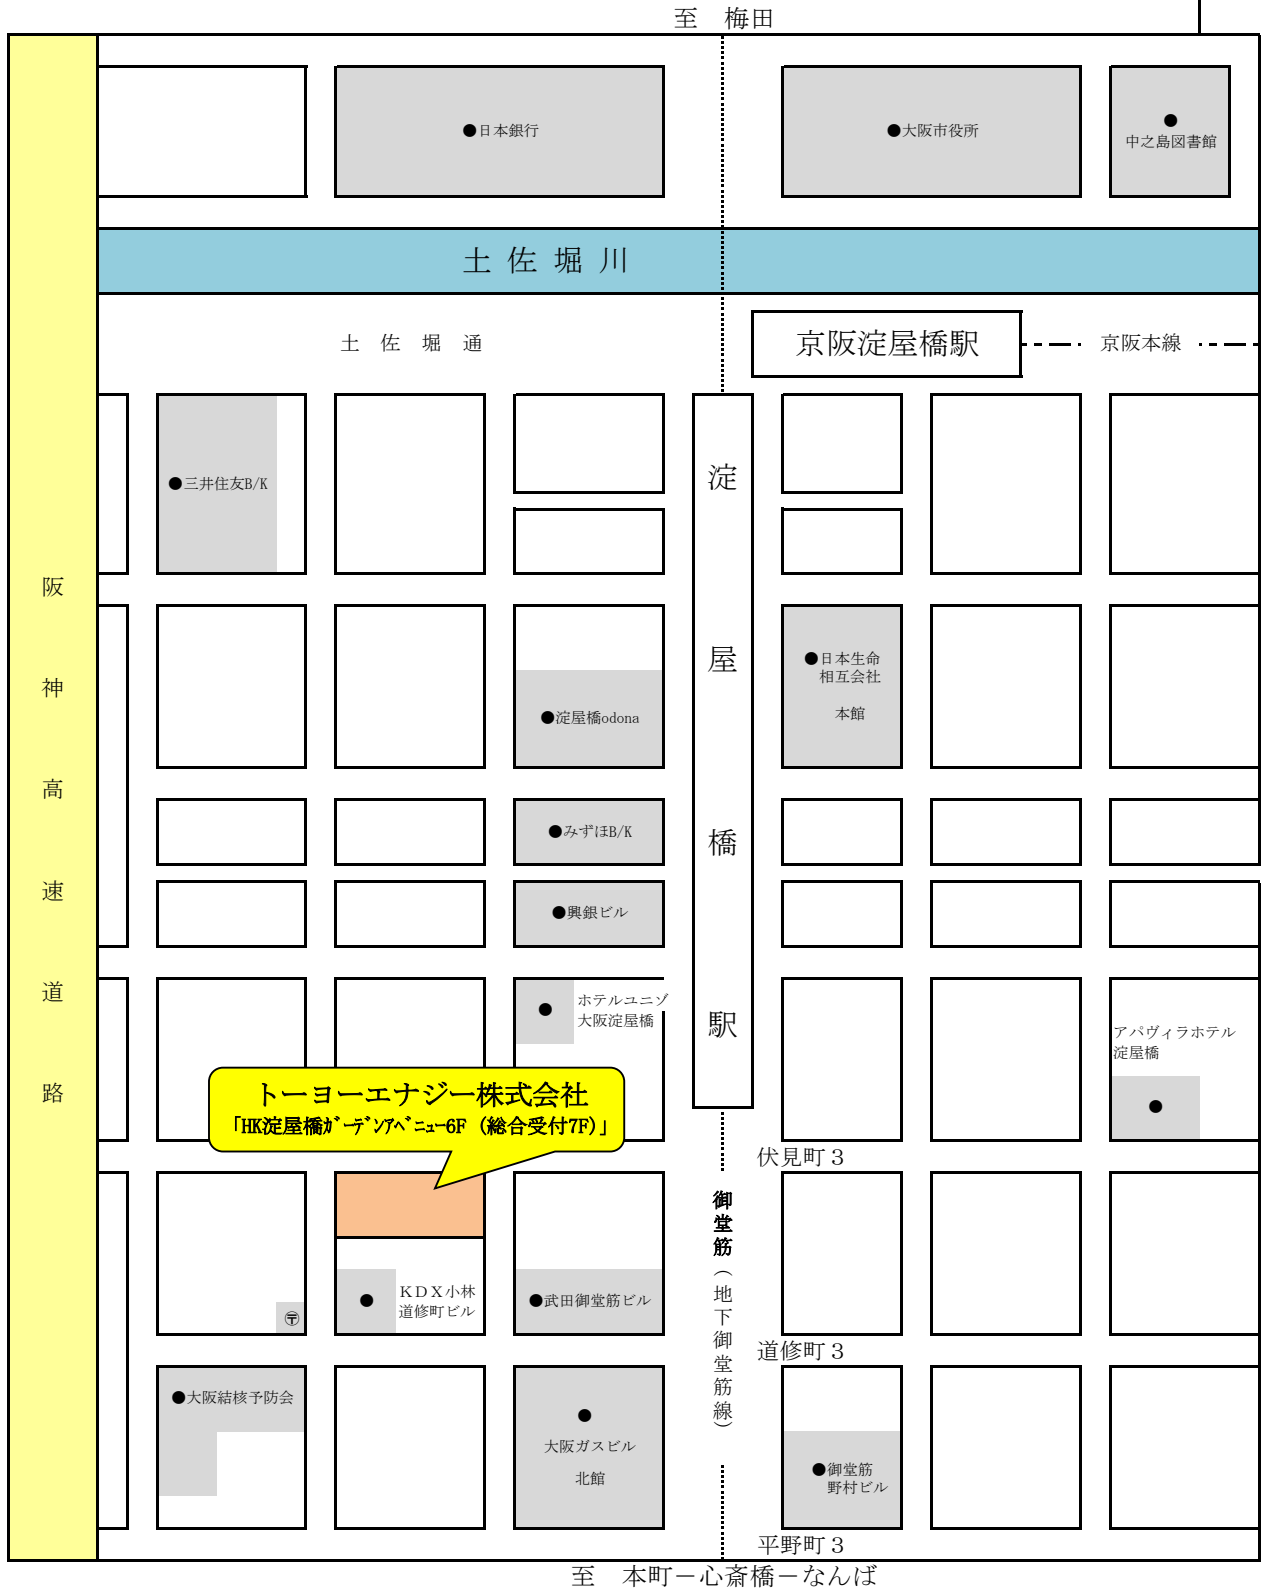 至　梅田
●日本銀行
●大阪市役所
●
中之島図書館
土佐堀川
土佐堀通
京阪淀屋橋駅
京阪本線
●三井住友B/K
淀屋橋駅
阪神高速道路
●日本生命
相互会社
本館
●淀屋橋odona
●みずほB/K
●興銀ビル
●
ホテルユニゾ
大阪淀屋橋
アパヴィラホテル
淀屋橋
●
トーヨーエナジー株式会社
「HK淀屋橋ｶﾞｰﾃﾞﾝｱﾍﾞﾆｭｰ6F（総合受付7F）」
伏見町３
御堂筋（地下御堂筋線）
●
ＫＤＸ小林
道修町ビル
●武田御堂筋ビル
〶
道修町３
●大阪結核予防会
●
大阪ガスビル
北館
●御堂筋
野村ビル
平野町３
至　本町－心斎橋－なんば